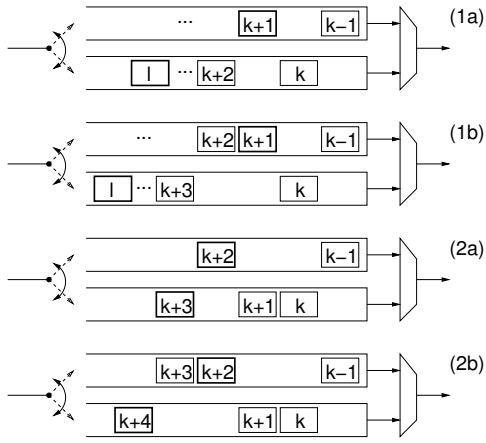 ... k+1 k−1 (1a)
l ... k+2 k
... k+2 k+1 k−1 (1b)
l ... k+3 k
k+2 k−1 (2a)
k+3 k+1 k
k+3 k+2 k−1 (2b)
k+4 k+1 k